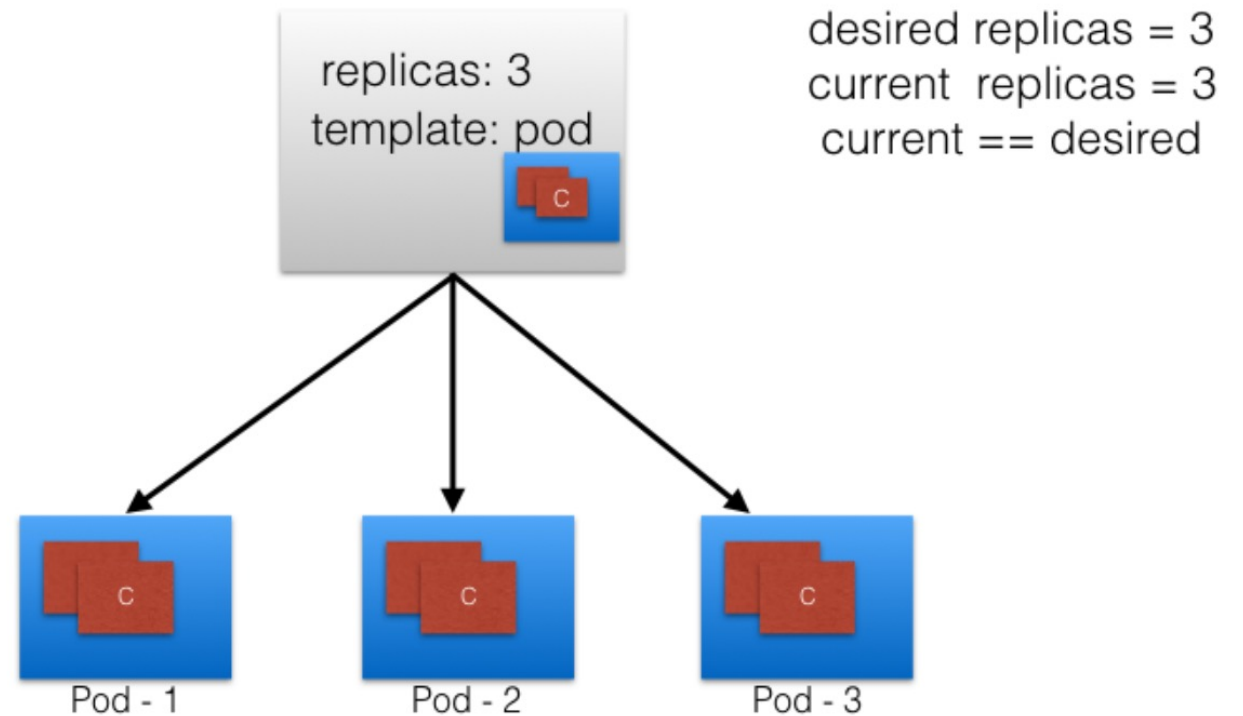 replicas: 3
template: pod
C
desired replicas = 3
current replicas = 3
current == desired
C
C
C
Pod - 1
Pod - 2
Pod - 3